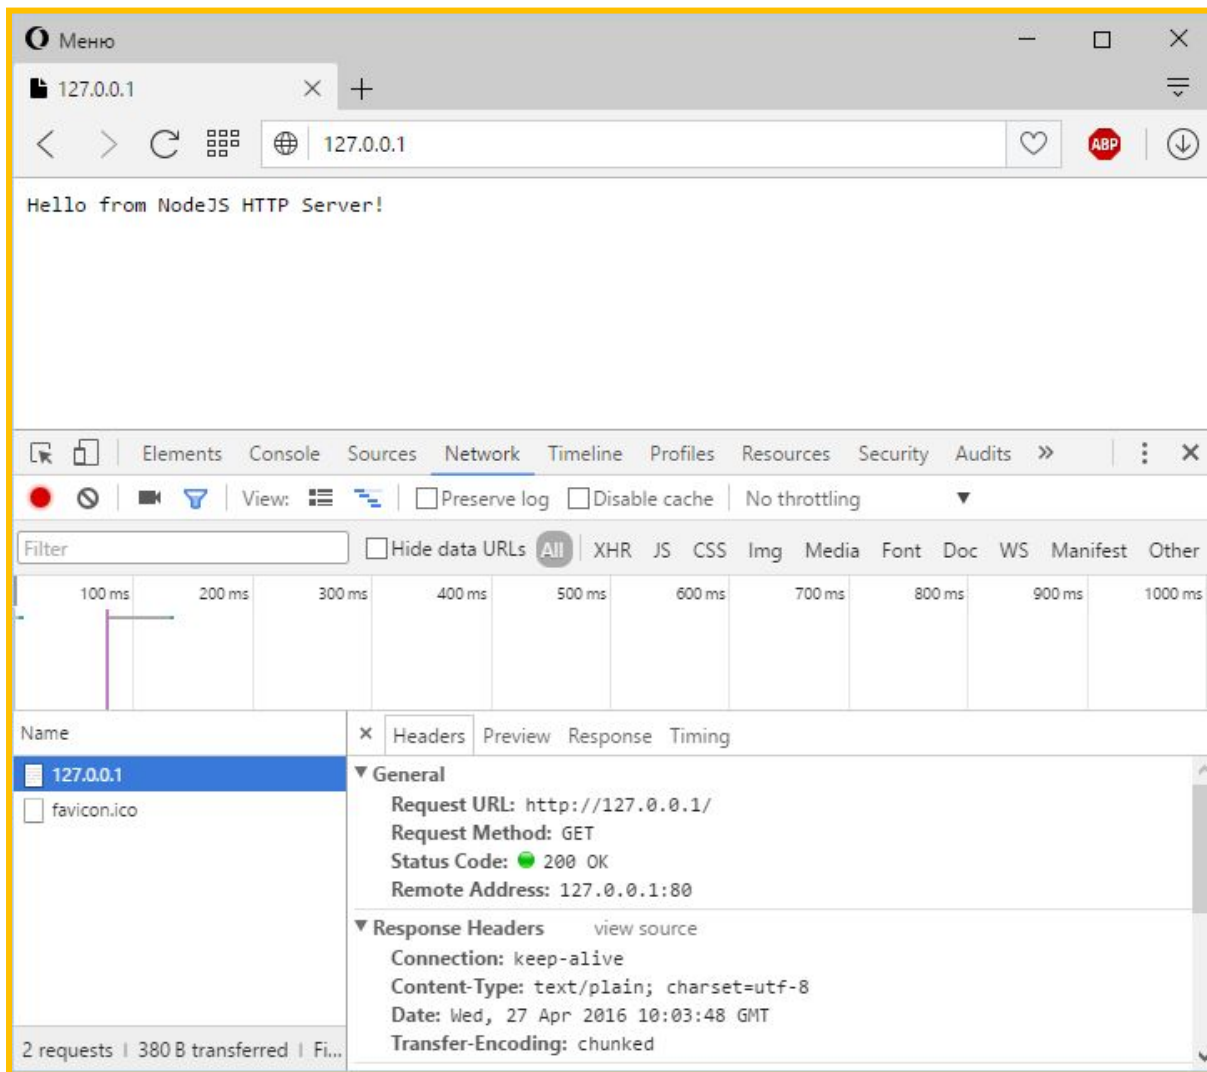 Меню
127.0.0.1
127.0.0.1
ABP
Hello from NodeJS HTTP Server!
Elements Console Sources Network Timeline Profiles Resources Security Audits »
View: Preserve log Disable cache No throttling
Filter Hide data URLs All XHR JS CSS Img Media Font Doc WS Manifest Other
100 ms 200 ms 300 ms 400 ms 500 ms 600 ms 700 ms 800 ms 900 ms 1000 ms
Name
Headers Preview Response Timing
127.0.0.1
favicon.ico
General
Request URL: http://127.0.0.1/
Request Method: GET
Status Code: 200 OK
Remote Address: 127.0.0.1:80
Response Headers view source
Connection: keep-alive
Content-Type: text/plain; charset=utf-8
Date: Wed, 27 Apr 2016 10:03:48 GMT
Transfer-Encoding: chunked
2 requests | 380 B transferred | Fi...